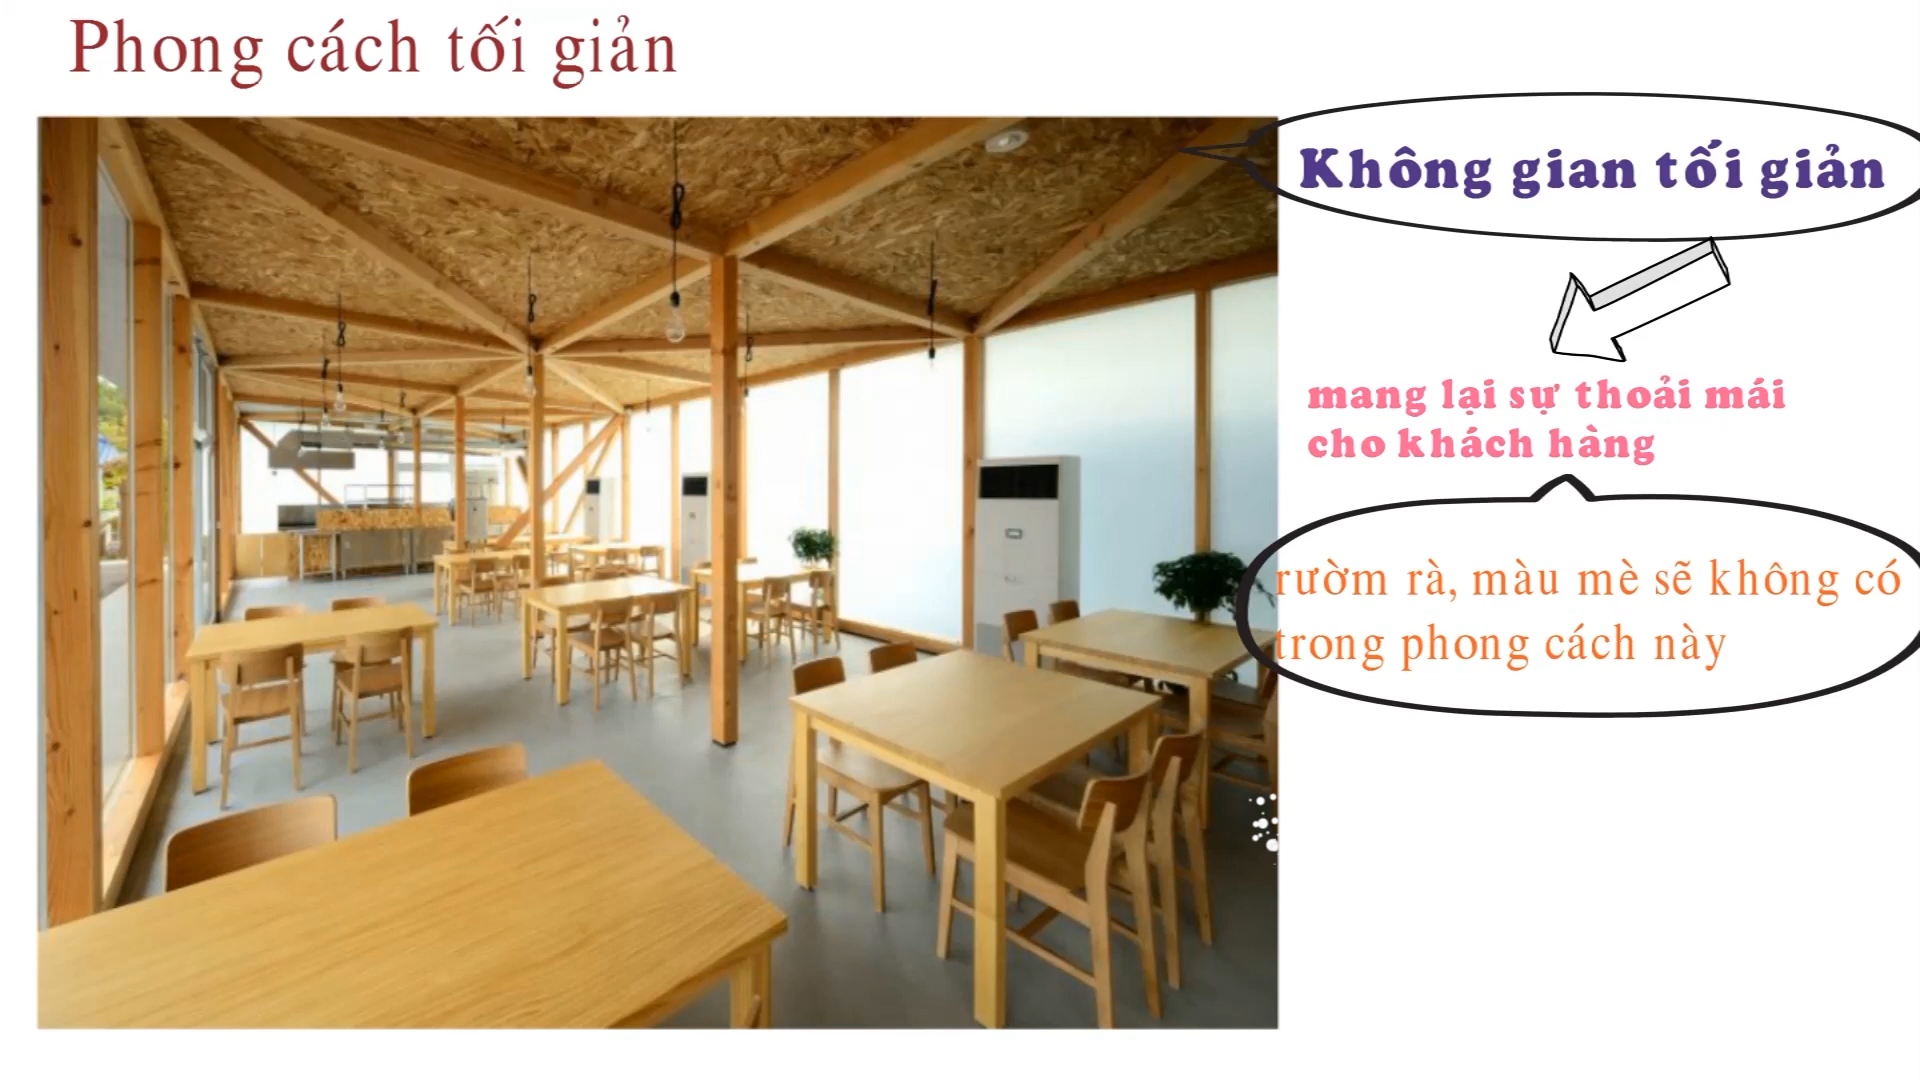 Phong cách tối giản
Không gian tối giản
mang lại sự thoải mái
cho khách hàng
rườm rà, màu mè sẽ không có
trong phong cách này